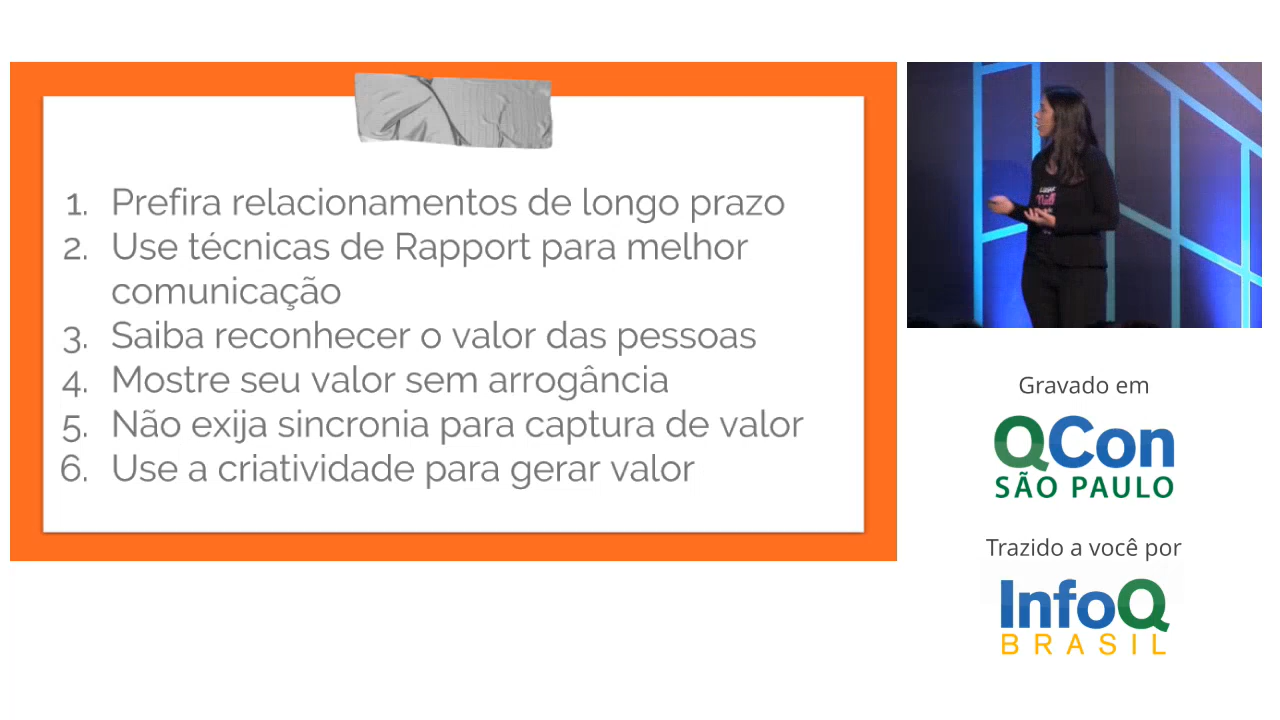 1. Prefira relacionamentos de longo prazo
2. Use técnicas de Rapport para melhor
comunicação
3. Saiba reconhecer o valor das pessoas
4. Mostre seu valor sem arrogância
5. Não exija sincronia para captura de valor
6. Use a criatividade para gerar valor
Gravado em
QCon
SÃO PAULO
Trazido a você por
InfoQ
BRASIL